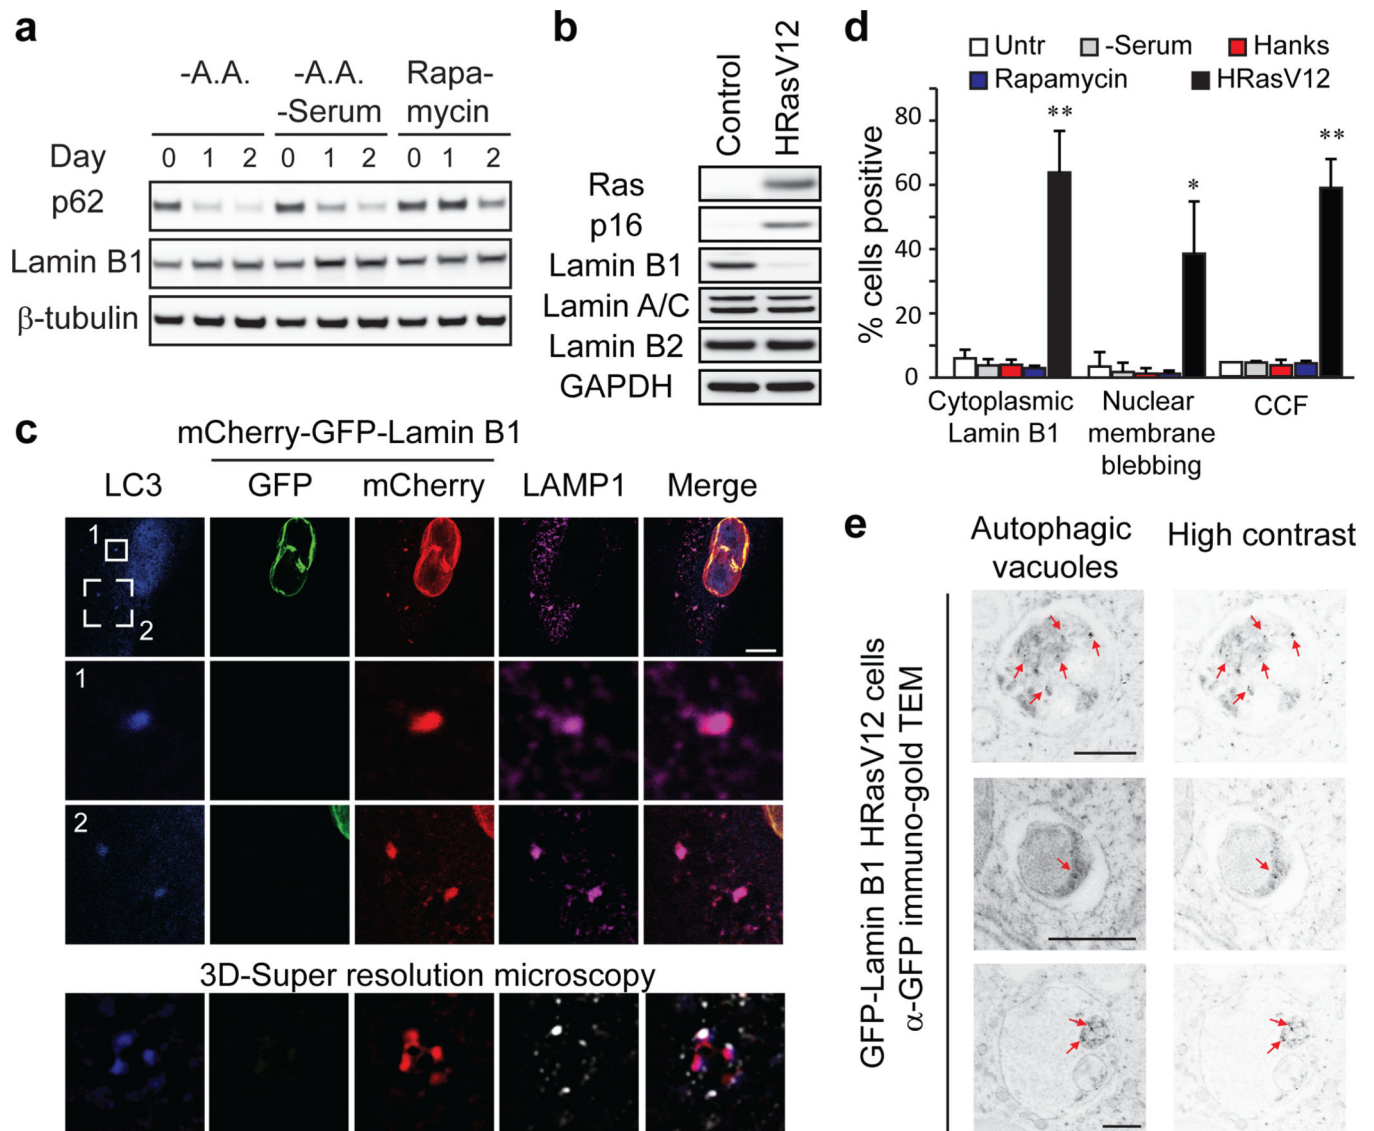 a
-A.A.
-A.A.
-Serum
Rapa-
mycin
Day 0 1 2 0 1 2 0 1 2
p62
Lamin B1
β-tubulin
b
Control
HRasV12
Ras
p16
Lamin B1
Lamin A/C
Lamin B2
GAPDH
c
mCherry-GFP-Lamin B1
LC3 GFP mCherry LAMP1 Merge
1
2
1
2
3D-Super resolution microscopy
d
Untr -Serum Hanks
Rapamycin HRasV12
% cells positive
80
60
40
20
0
**
*
**
Cytoplasmic
Lamin B1
Nuclear
membrane
blebbing
CCF
e
Autophagic
vacuoles
High contrast
GFP-Lamin B1 HRasV12 cells
α-GFP immuno-gold TEM